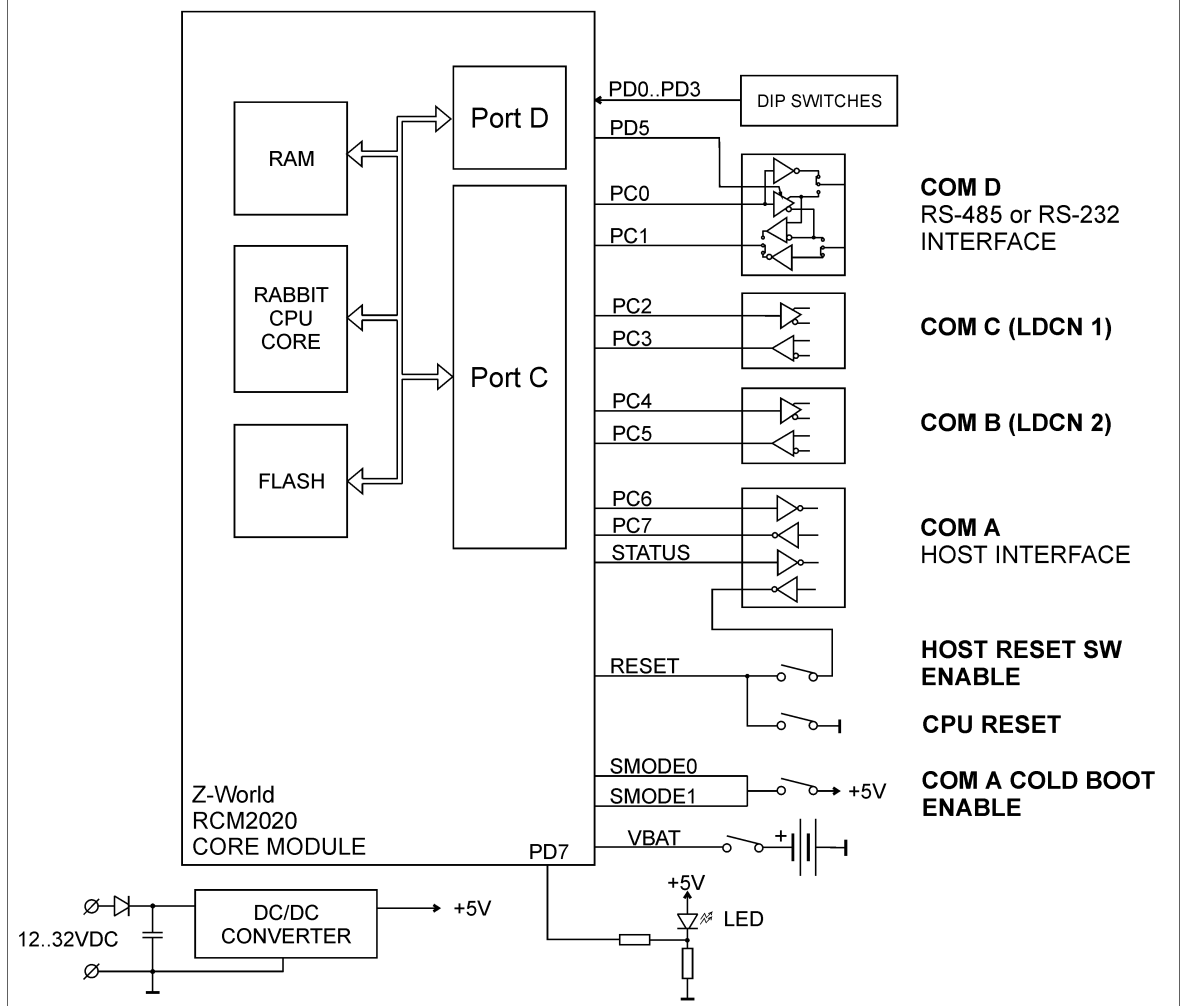 Port D
RAM
RABBIT
CPU
CORE
Port C
FLASH
PD0..PD3
DIP SWITCHES
PD5
PC0
PC1
COM D
RS-485 or RS-232
INTERFACE
PC2
PC3
COM C (LDCN 1)
PC4
PC5
COM B (LDCN 2)
PC6
PC7
STATUS
COM A
HOST INTERFACE
RESET
HOST RESET SW
ENABLE
CPU RESET
SMODE0
SMODE1
+5V
COM A COLD BOOT
ENABLE
Z-World
RCM2020
CORE MODULE
VBAT
+
PD7
+5V
LED
12..32VDC
DC/DC
CONVERTER
+5V